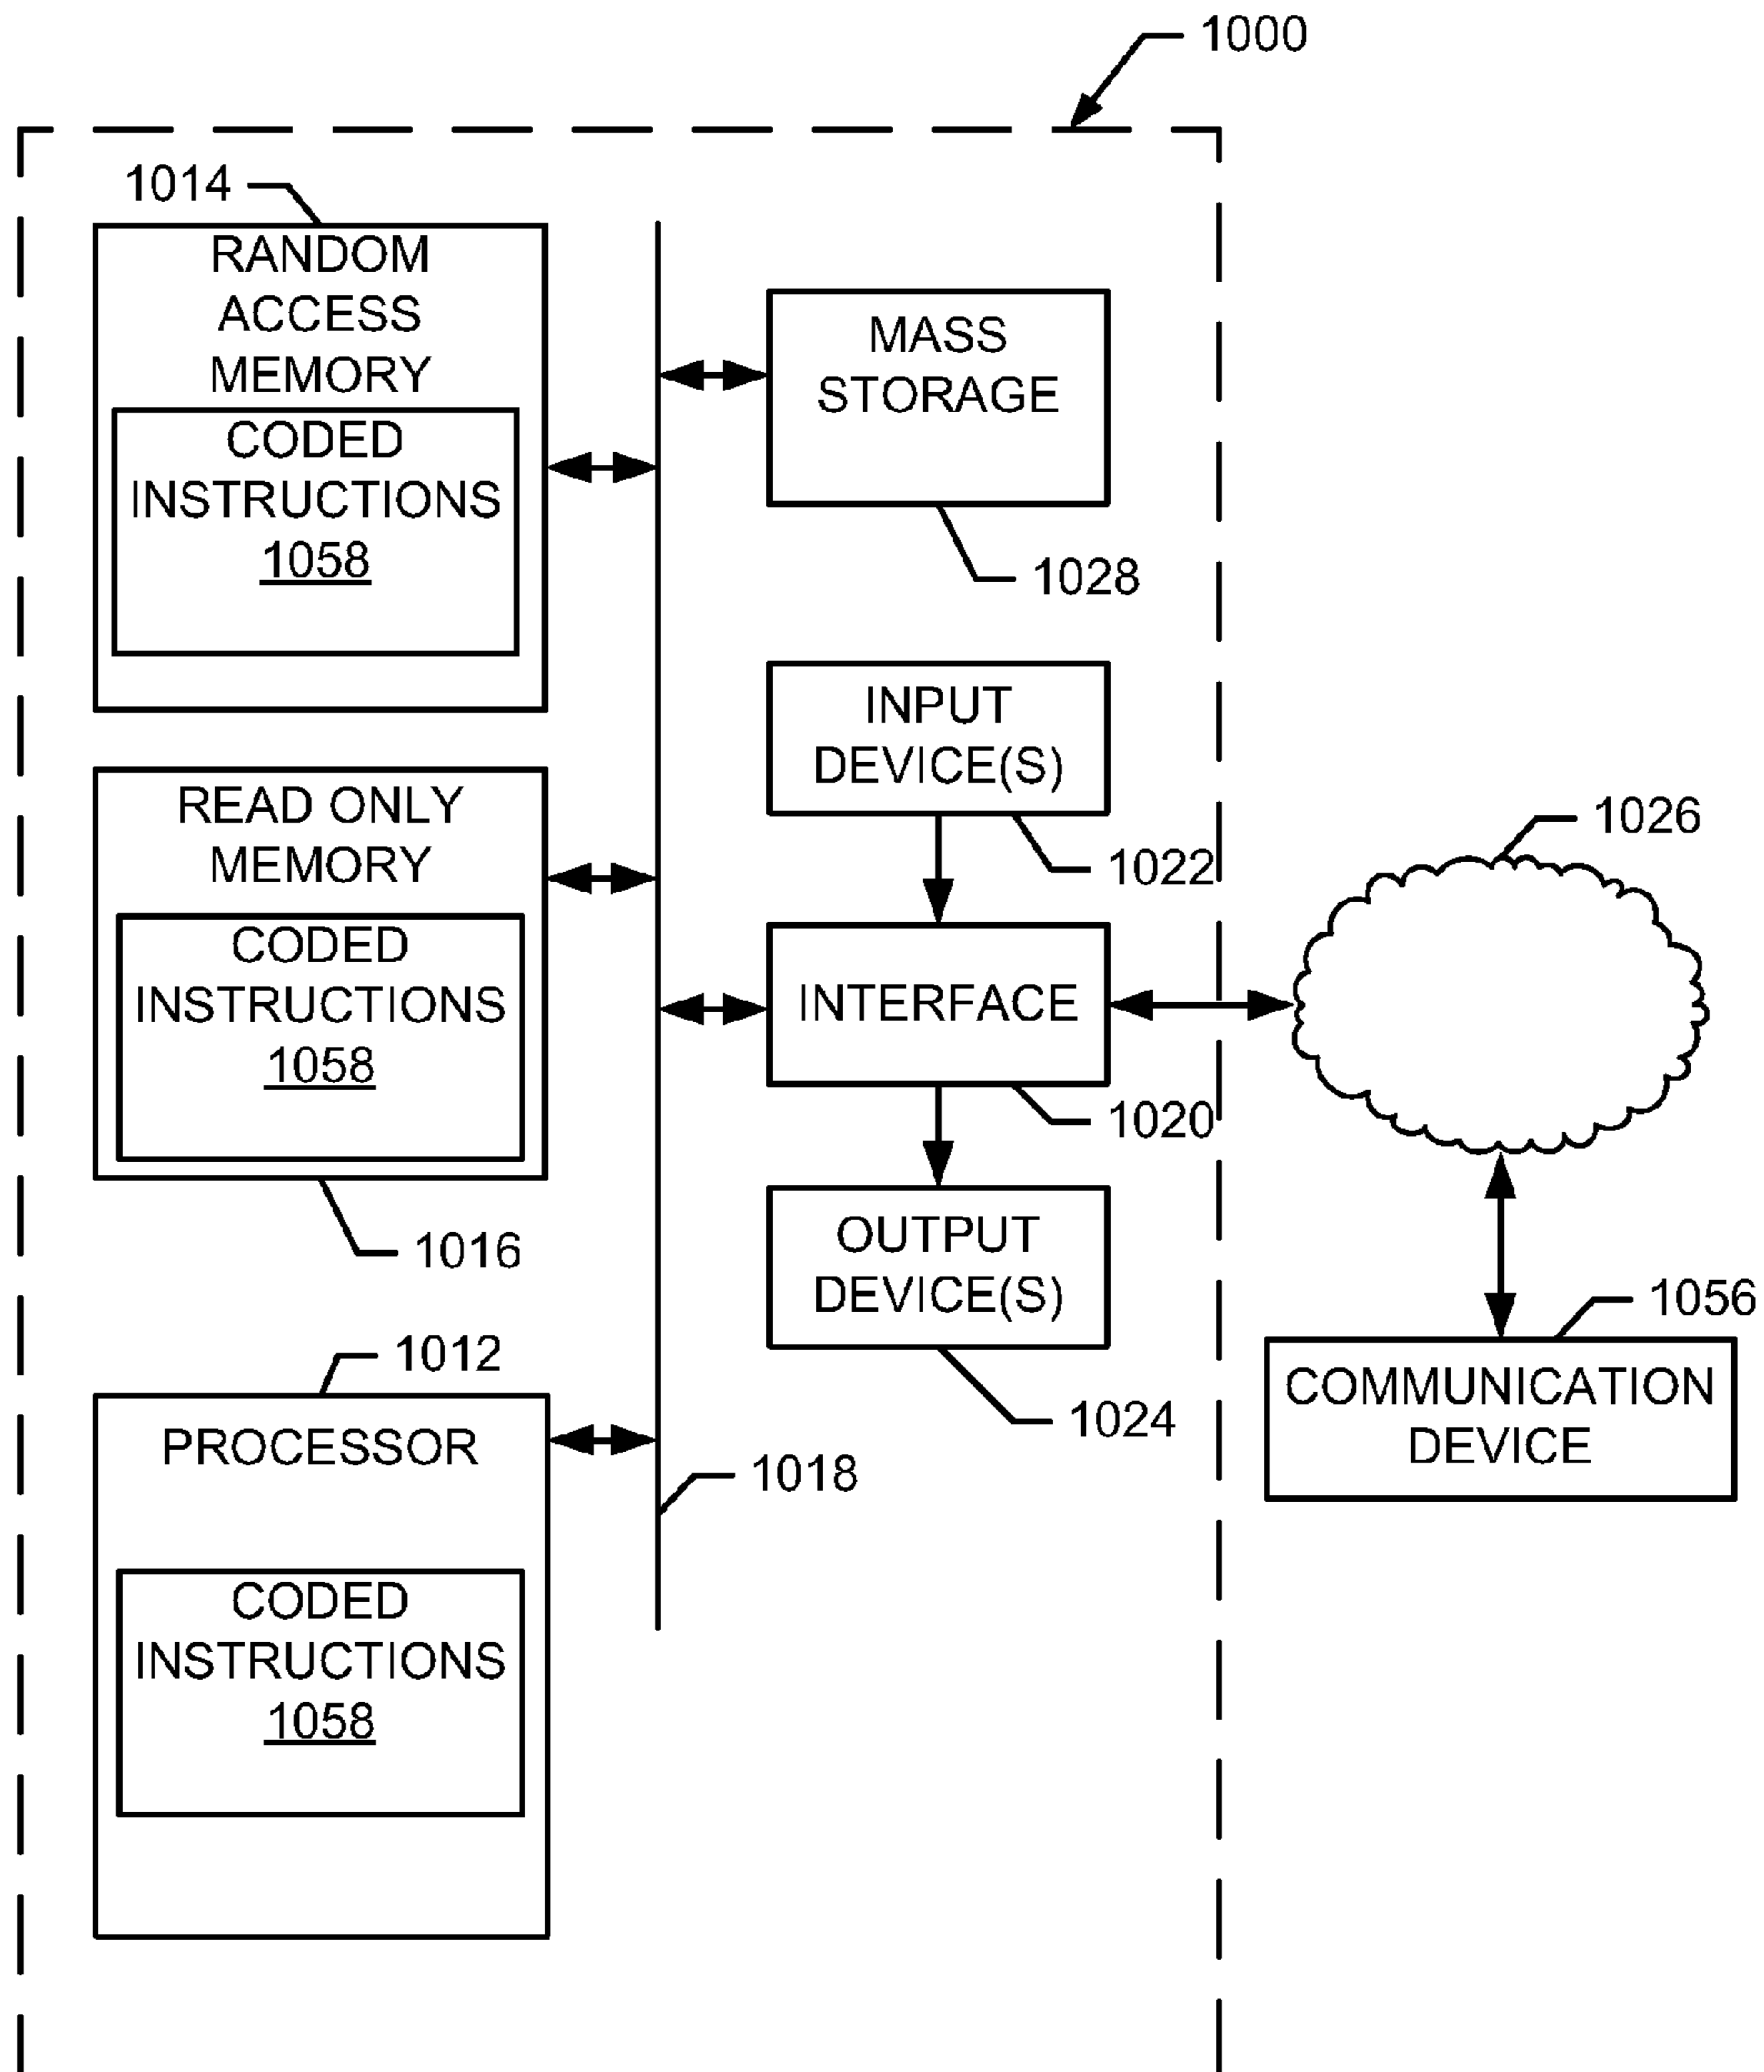 1000
1014
RANDOM
ACCESS
MEMORY
CODED
INSTRUCTIONS
1058
MASS
STORAGE
1028
INPUT
DEVICE(S)
1022
READ ONLY
MEMORY
CODED
INSTRUCTIONS
1058
1016
INTERFACE
1020
1026
OUTPUT
DEVICE(S)
1024
1056
COMMUNICATION
DEVICE
1012
PROCESSOR
1018
CODED
INSTRUCTIONS
1058